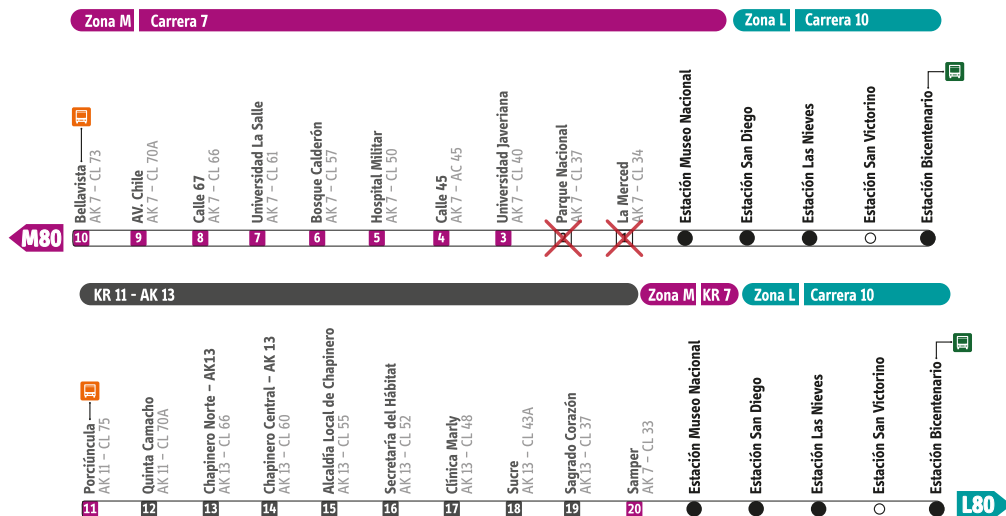 Zona M Carrera 7
Zona L Carrera 10
Bellavista
AK 7 – CL 73
AV. Chile
AK 7 – CL 70A
Calle 67
AK 7 – CL 66
Universidad La Salle
AK 7 – CL 61
Bosque Calderón
AK 7 – CL 57
Hospital Militar
AK 7 – CL 50
Calle 45
AK 7 – AC 45
Universidad Javeriana
AK 7 – CL 40
Parque Nacional
AK 7 – CL 37
La Merced
AK 7 – CL 34
Estación Museo Nacional
Estación San Diego
Estación Las Nieves
Estación San Victorino
Estación Bicentenario
M80
10 9 8 7 6 5 4 3 2 1
KR 11 - AK 13
Zona M KR 7
Zona L Carrera 10
Porciúncula
AK 11 – CL 75
Quinta Camacho
AK 11 – CL 70A
Chapinero Norte – AK13
AK 13 – CL 66
Chapinero Central – AK 13
AK 13 – CL 60
Alcaldía Local de Chapinero
AK 13 – CL 55
Secretaría del Hábitat
AK 13 – CL 52
Clínica Marly
AK 13 – CL 48
Sucre
AK 13 – CL 43A
Sagrado Corazón
AK 13 – CL 37
Samper
AK 7 – CL 33
Estación Museo Nacional
Estación San Diego
Estación Las Nieves
Estación San Victorino
Estación Bicentenario
11 12 13 14 15 16 17 18 19 20
L80